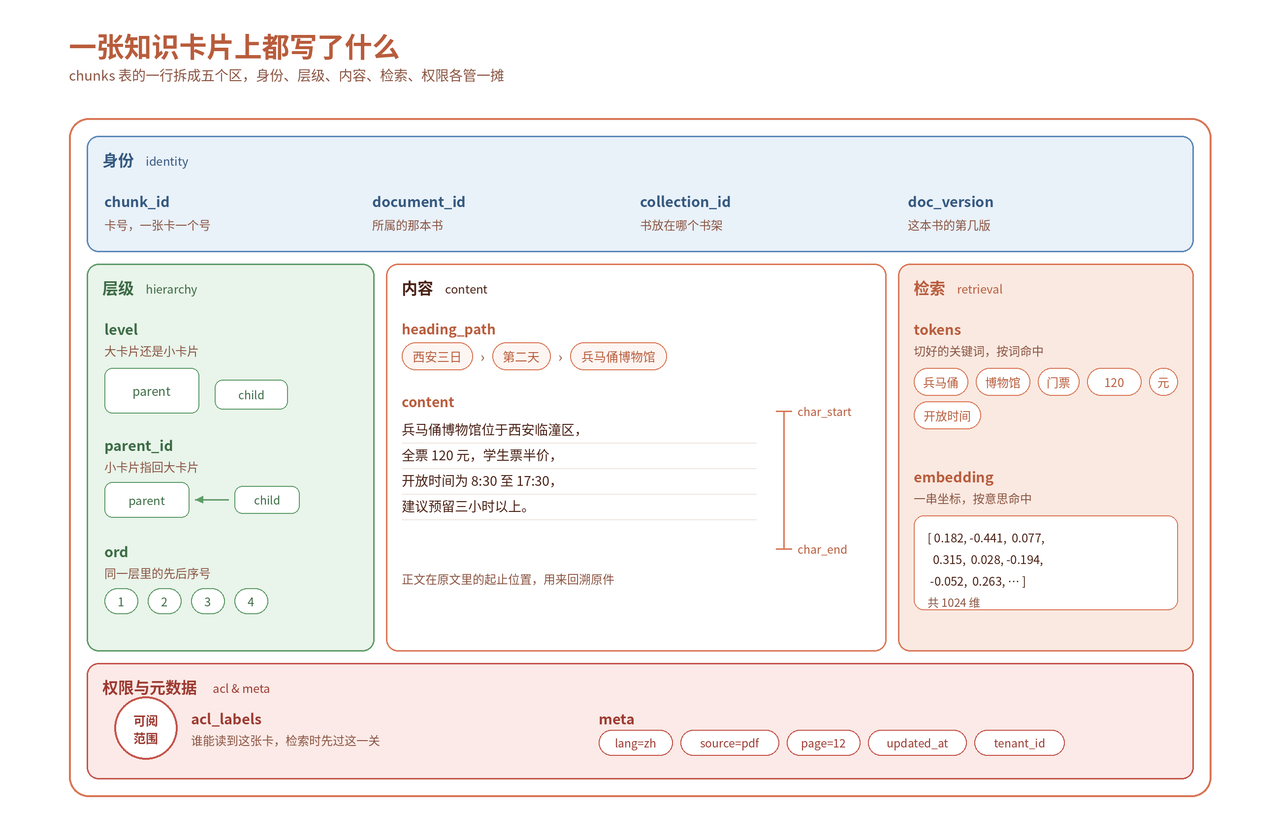 一张知识卡片上都写了什么
chunks 表的一行拆成五个区，身份、层级、内容、检索、权限各管一摊
身份 identity
chunk_id
卡号，一张卡一个号
document_id
所属的那本书
collection_id
书放在哪个书架
doc_version
这本书的第几版
层级 hierarchy
level
大卡片还是小卡片
parent
child
parent_id
小卡片指回大卡片
parent
child
ord
同一层里的先后序号
1 2 3 4
内容 content
heading_path
西安三日 › 第二天 › 兵马俑博物馆
content
兵马俑博物馆位于西安临潼区，
全票 120 元，学生票半价，
开放时间为 8:30 至 17:30，
建议预留三小时以上。
char_start
char_end
正文在原文里的起止位置，用来回溯原件
检索 retrieval
tokens
切好的关键词，按词命中
兵马俑 博物馆 门票 120 元
开放时间
embedding
一串坐标，按意思命中
[ 0.182, -0.441, 0.077,
0.315, 0.028, -0.194,
-0.052, 0.263, ⋯ ]
共 1024 维
权限与元数据 acl & meta
可阅
范围
acl_labels
谁能读到这张卡，检索时先过这一关
meta
lang=zh source=pdf page=12 updated_at tenant_id